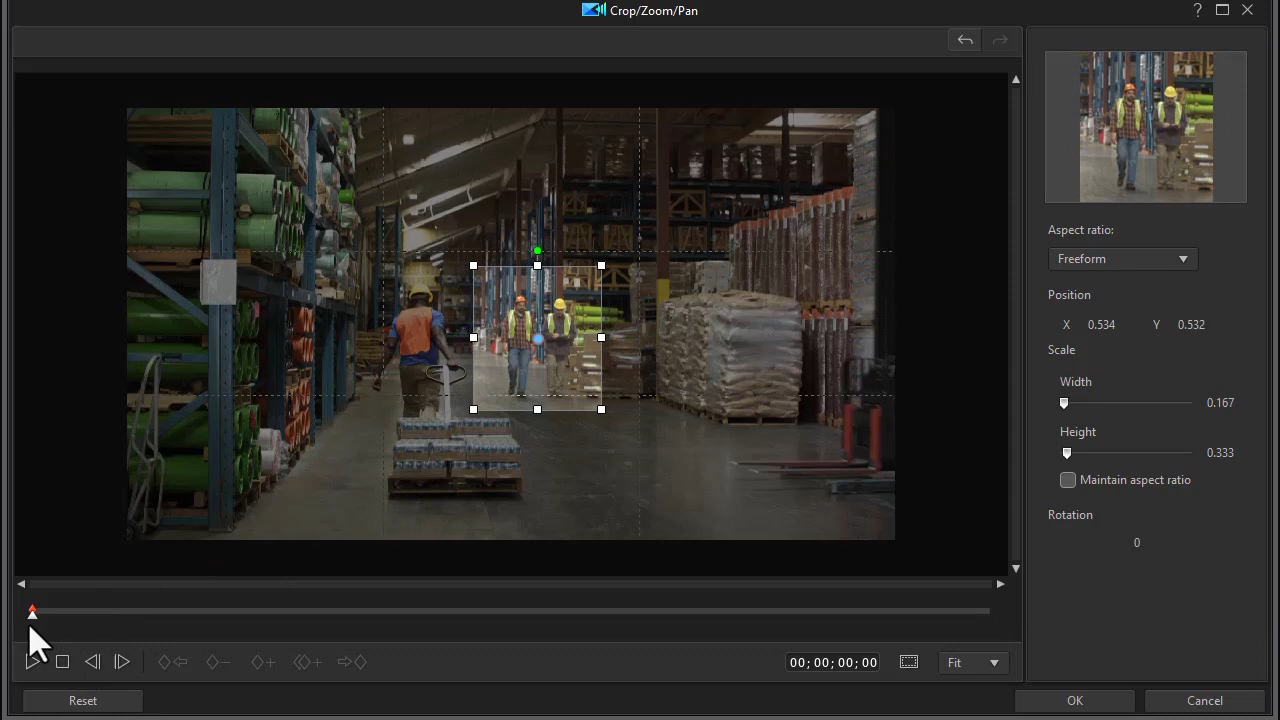 Crop/Zoom/Pan
?
Aspect ratio:
Freeform
Position
X 0.534 Y 0.532
Scale
Width
0.167
Height
0.333
Maintain aspect ratio
Rotation
0
00; 00; 00; 00
Fit
Reset
OK
Cancel